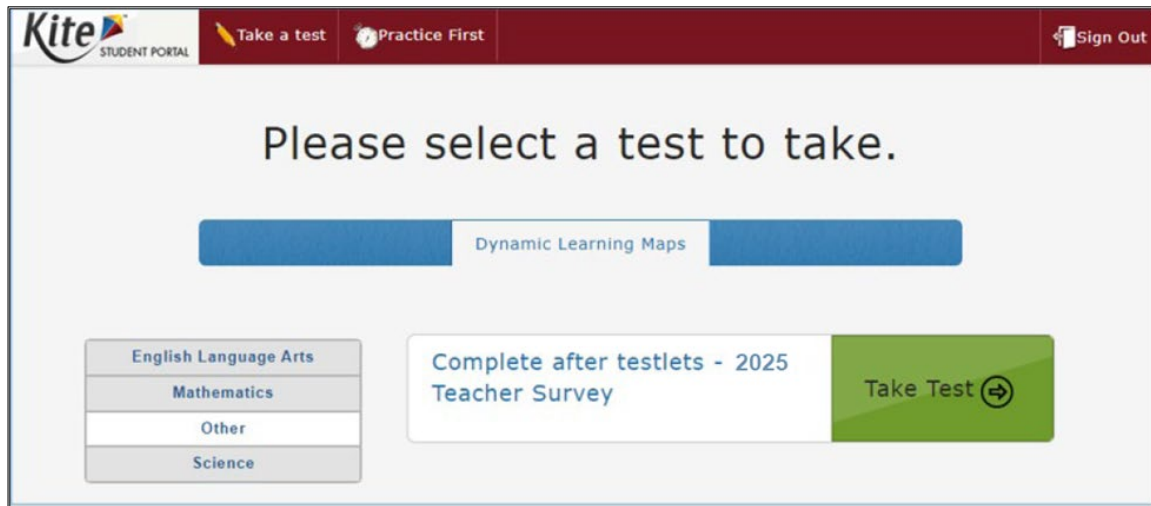 Kite
STUDENT PORTAL
Take a test
Practice First
Sign Out
Please select a test to take.
Dynamic Learning Maps
English Language Arts
Mathematics
Other
Science
Complete after testlets - 2025
Teacher Survey
Take Test